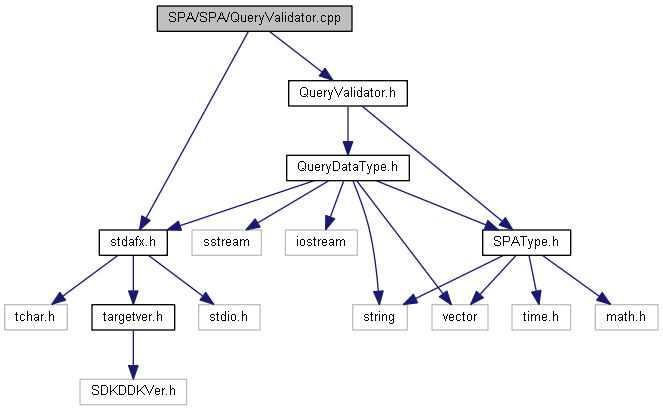 SPA/SPA/QueryValidator.cpp
QueryValidator.h
QueryDataType.h
stdafx.h
sstream
iostream
SPAType.h
tchar.h
targetver.h
stdio.h
string
vector
time.h
math.h
SDKDDKVer.h